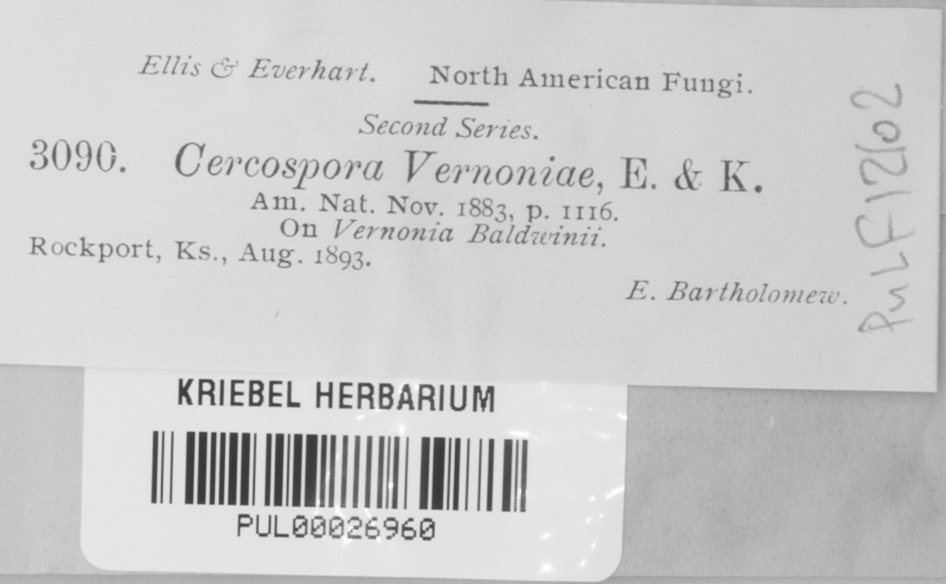 Ellis & Everhart. North American Fungi.
Second Series.
3090. Cercospora Vernoniae, E. & K.
Am. Nat. Nov. 1883, p. 1116.
On Vernonia Baldwinii.
Rockport, Ks., Aug. 1893.
E. Bartholomew.
PULF12102
KRIEBEL HERBARIUM
PUL00026960